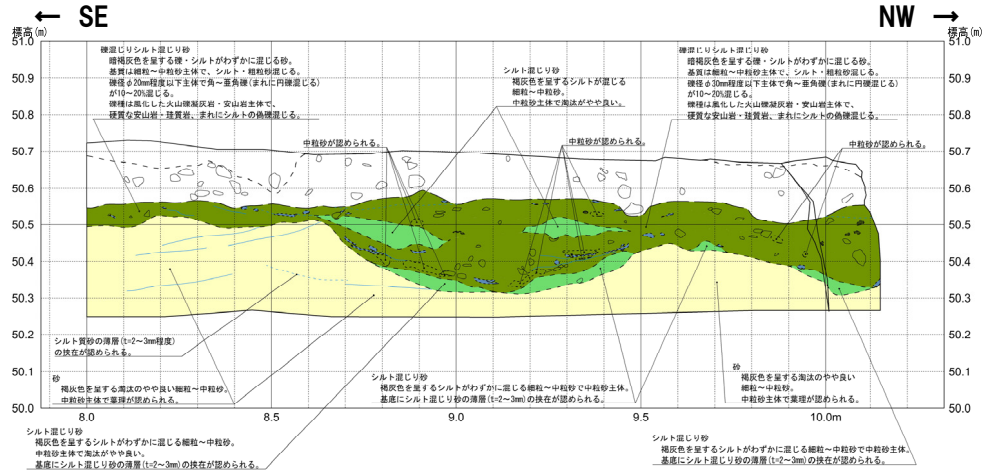 ← SE
NW →
標高(m)
標高(m)
51.0
50.9
50.8
50.7
50.6
50.5
50.4
50.3
50.2
50.1
50.0
51.0
50.9
50.8
50.7
50.6
50.5
50.4
50.3
50.2
50.1
50.0
8.0
8.5
9.0
9.5
10.0m
礫混じりシルト混じり砂
暗褐灰色を呈する礫・シルトがわずかに混じる砂。
基質は細粒～中粒砂主体で、シルト・粗粒砂混じる。
礫径φ20mm程度以下主体で角～亜角礫(まれに円礫混じる)
が10～20%混じる。
礫種は風化した火山礫凝灰岩・安山岩主体で、
硬質な安山岩・珪質岩、まれにシルトの偽礫混じる。
中粒砂が認められる。
シルト混じり砂
褐灰色を呈するシルトが混じる
細粒～中粒砂。
中粒砂主体で淘汰がやや良い。
中粒砂が認められる。
礫混じりシルト混じり砂
暗褐灰色を呈する礫・シルトがわずかに混じる砂。
基質は細粒～中粒砂主体で、シルト・粗粒砂混じる。
礫径φ30mm程度以下主体で角～亜角礫(まれに円礫混じる)
が10～20%混じる。
礫種は風化した火山礫凝灰岩・安山岩主体で、
硬質な安山岩・珪質岩、まれにシルトの偽礫混じる。
中粒砂が認められる。
シルト質砂の薄層(t=2～3mm程度)
の挟在が認められる。
砂
褐灰色を呈する淘汰のやや良い細粒～中粒砂。
中粒砂主体で葉理が認められる。
シルト混じり砂
褐灰色を呈するシルトがわずかに混じる細粒～中粒砂。
中粒砂主体で淘汰がやや良い。
基底にシルト混じり砂の薄層(t=2～3mm)の挟在が認められる。
シルト混じり砂
褐灰色を呈するシルトがわずかに混じる細粒～中粒砂で中粒砂主体。
基底にシルト混じり砂の薄層(t=2～3mm)の挟在が認められる。
砂
褐灰色を呈する淘汰のやや良い
細粒～中粒砂。
中粒砂主体で葉理が認められる。
シルト混じり砂
褐灰色を呈するシルトがわずかに混じる細粒～中粒砂で中粒砂主体。
基底にシルト混じり砂の薄層(t=2～3mm)の挟在が認められる。